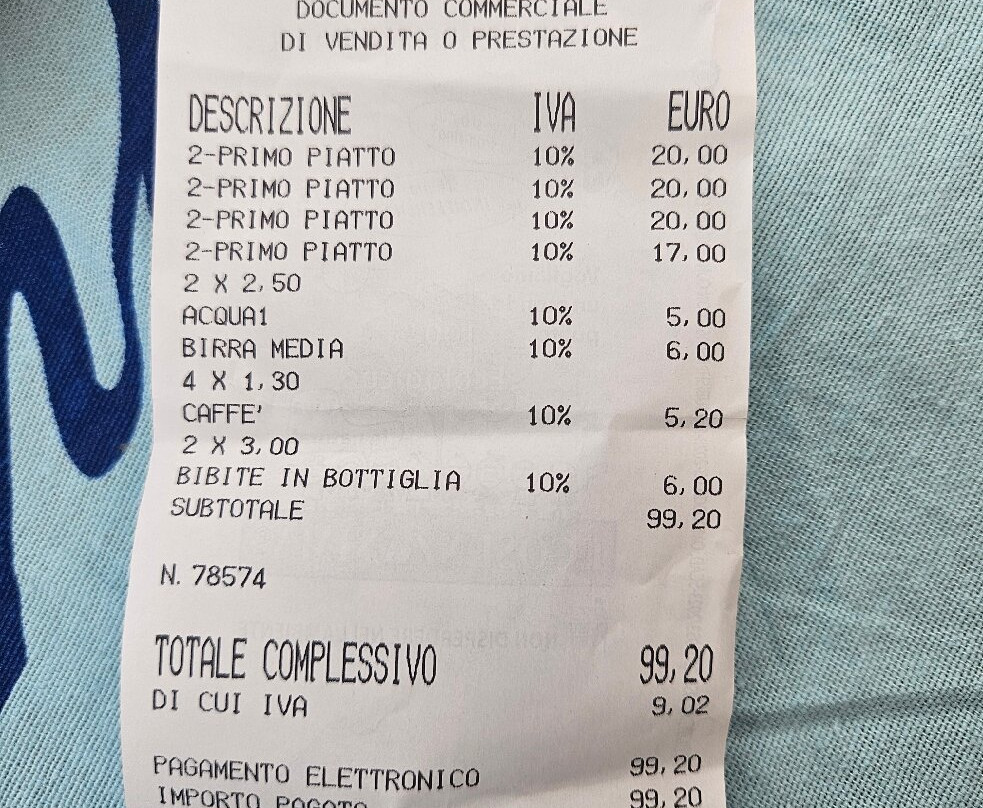 DOCUMENTO COMMERCIALE
DI VENDITA O PRESTAZIONE
DESCRIZIONE IVA EURO
2-PRIMO PIATTO 10% 20,00
2-PRIMO PIATTO 10% 20,00
2-PRIMO PIATTO 10% 20,00
2-PRIMO PIATTO 10% 17,00
2 X 2,50
ACQUA1 10% 5,00
BIRRA MEDIA 10% 6,00
4 X 1,30
CAFFE' 10% 5,20
2 X 3,00
BIBITE IN BOTTIGLIA 10% 6,00
SUBTOTALE 99,20
N. 78574
TOTALE COMPLESSIVO 99,20
DI CUI IVA 9,02
PAGAMENTO ELETTRONICO 99,20
IMPORTO PAGATO 99,20